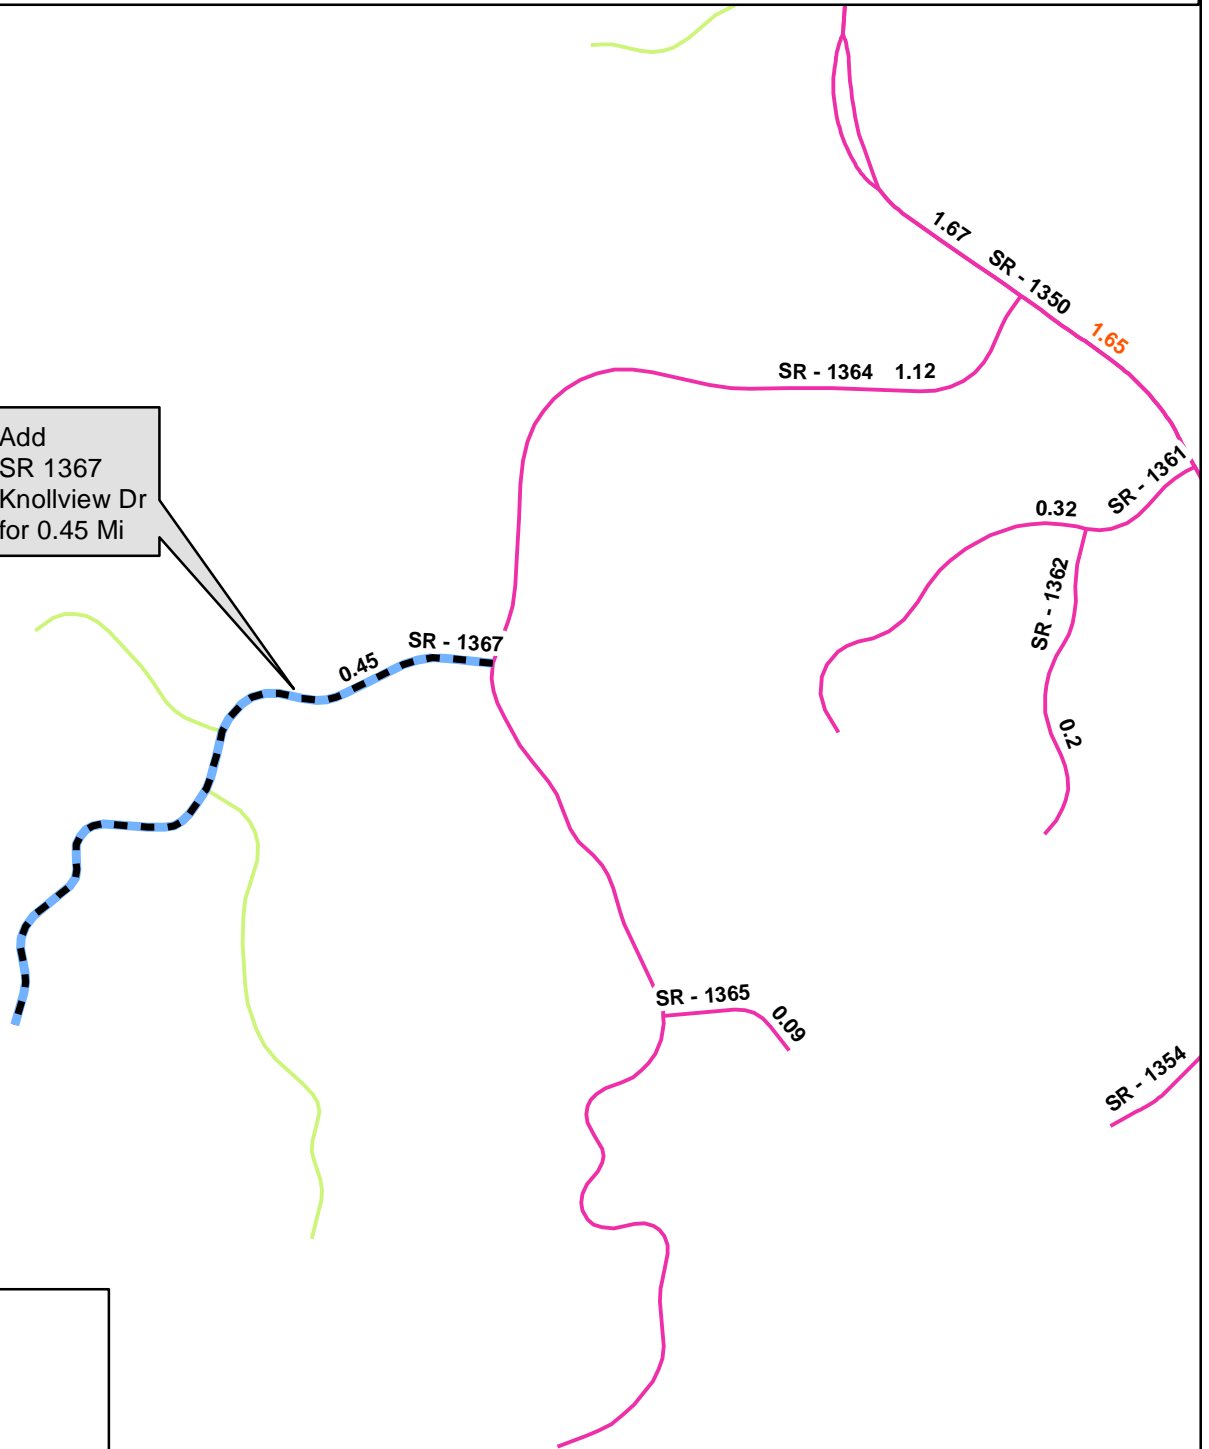 1.67
SR - 1350
1.65
SR - 1364 1.12
Add
SR 1367
Knollview Dr
for 0.45 Mi
SR - 1361
0.32
SR - 1362
SR - 1367
0.45
0.2
SR - 1365
0.09
SR - 1354